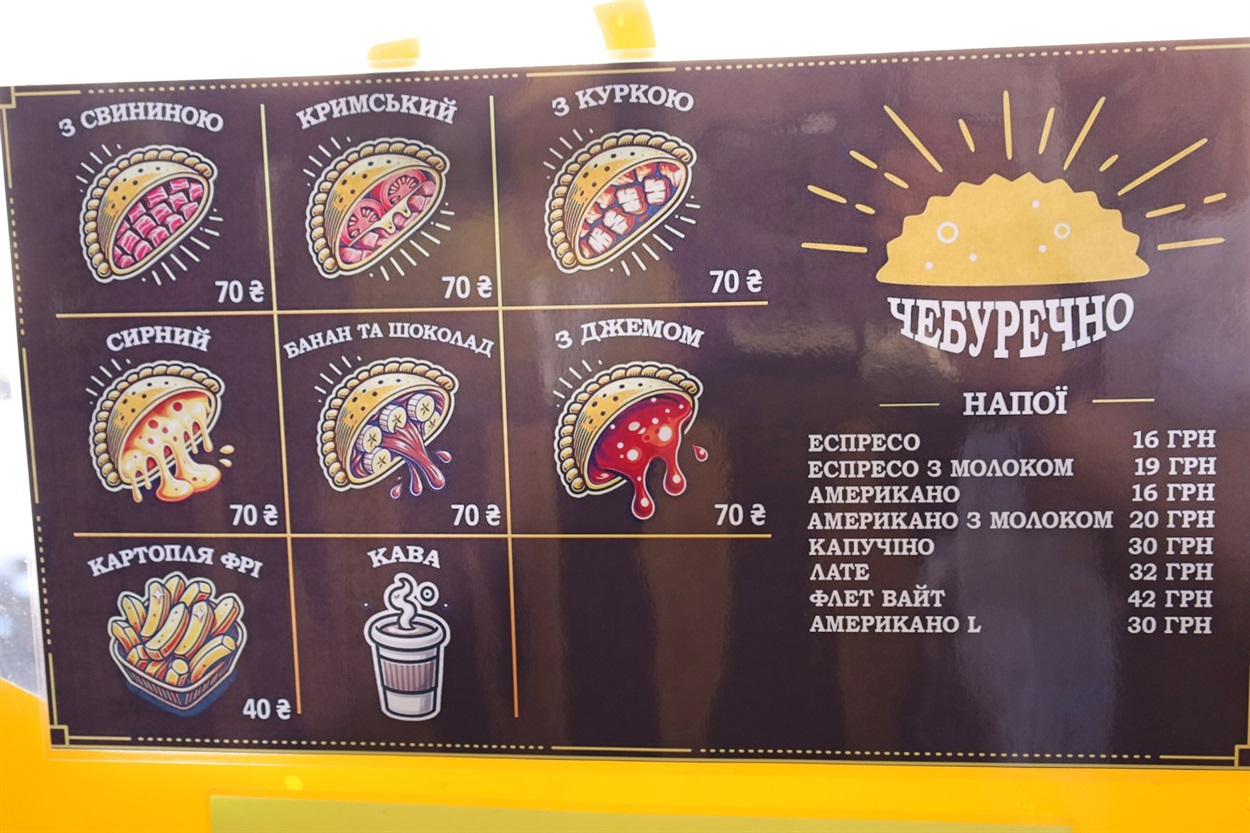 З СВИНИНОЮ
70 ₴
КРИМСЬКИЙ
70 ₴
З КУРКОЮ
70 ₴
СИРНИЙ
70 ₴
БАНАН ТА ШОКОЛАД
70 ₴
З ДЖЕМОМ
70 ₴
КАРТОПЛЯ ФРІ
40 ₴
КАВА
ЧЕБУРЕЧНО
НАПОЇ
ЕСПРЕСО 16 ГРН
ЕСПРЕСО З МОЛОКОМ 19 ГРН
АМЕРИКАНО 16 ГРН
АМЕРИКАНО З МОЛОКОМ 20 ГРН
КАПУЧІНО 30 ГРН
ЛАТЕ 32 ГРН
ФЛЕТ ВАЙТ 42 ГРН
АМЕРИКАНО L 30 ГРН